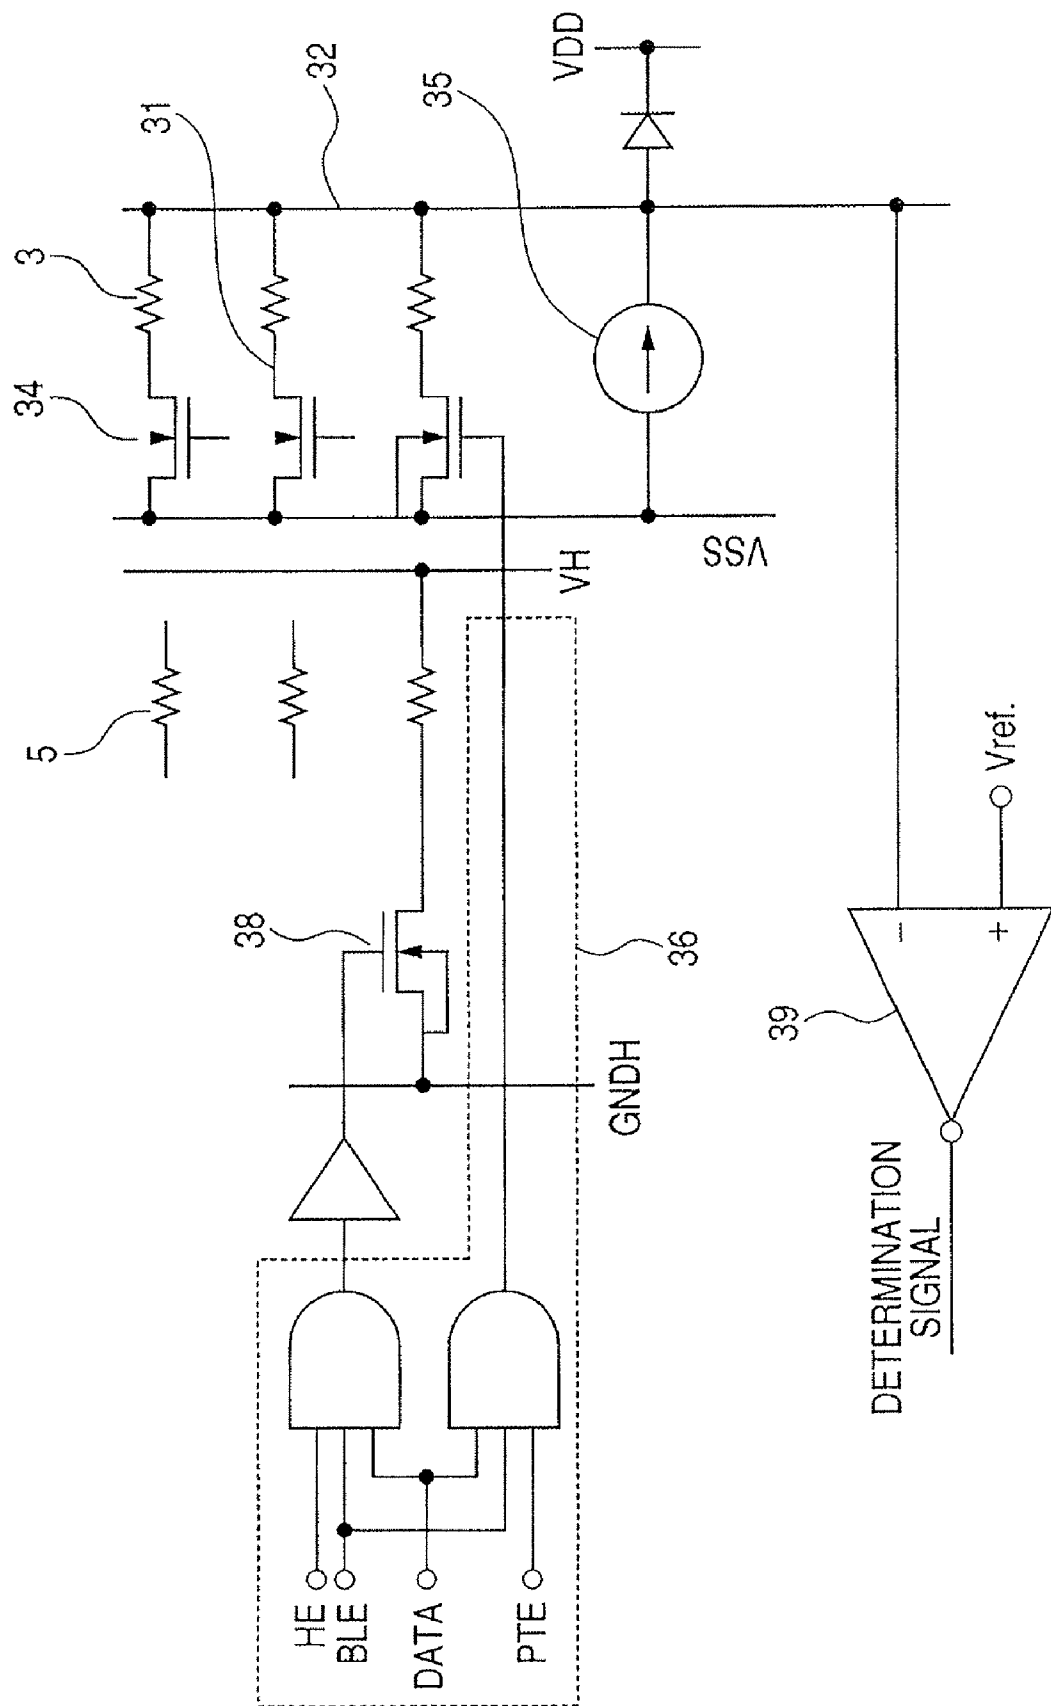 HE
BLE
DATA
PTE
DETERMINATION
SIGNAL
39
-
+
Vref.
GNDH
38
36
5
VH
VSS
34
3
31
32
35
VDD